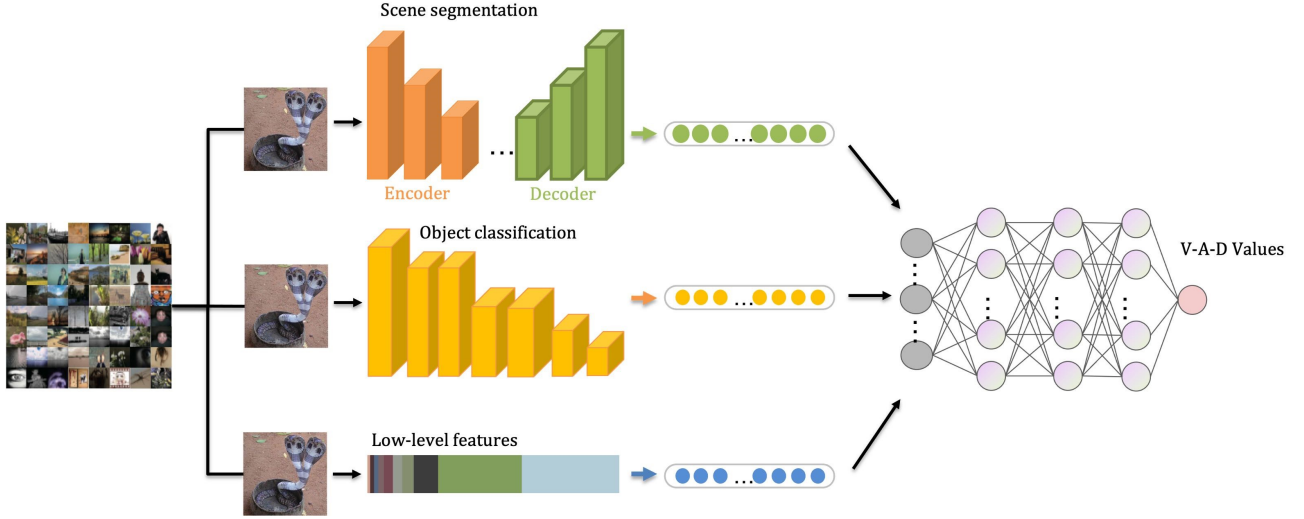 Scene segmentation
Encoder
Decoder
Object classification
V-A-D Values
Low-level features